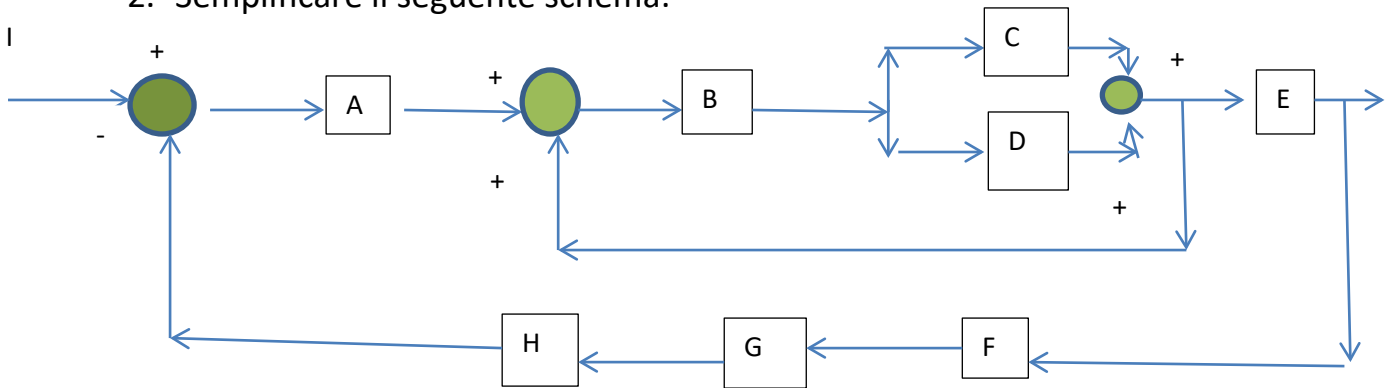 2. Semplificare il seguente schema:
I
+
-
A
+
+
B
C
D
+
+
E
H
G
F